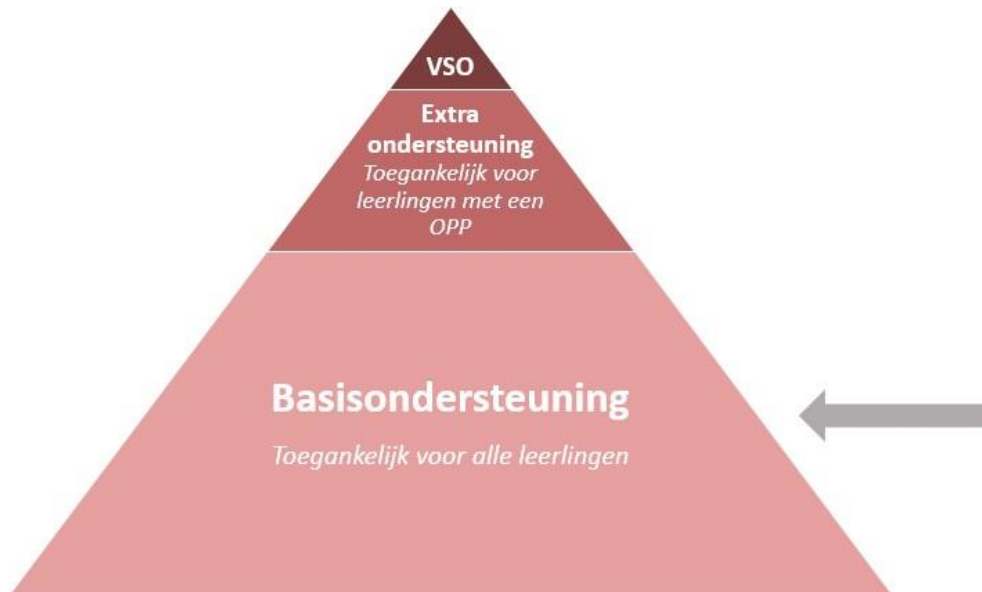 VSO
Extra
ondersteuning
Toegankelijk voor
leerlingen met een
OPP
Basisondersteuning
Toegankelijk voor alle leerlingen